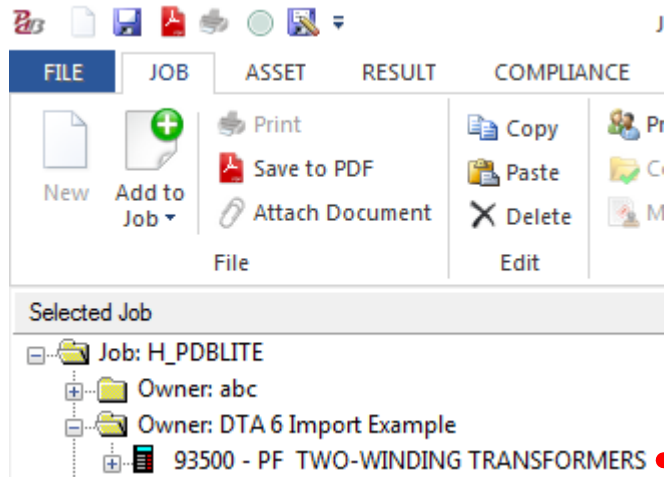 PdB
J
FILE JOB ASSET RESULT COMPLIANCE
New
Add to
Job
Print
Save to PDF
Attach Document
File
Copy
Paste
Delete
Edit
Pr
C
M
Selected Job
Job: H_PDBLITE
Owner: abc
Owner: DTA 6 Import Example
93500 - PF TWO-WINDING TRANSFORMERS